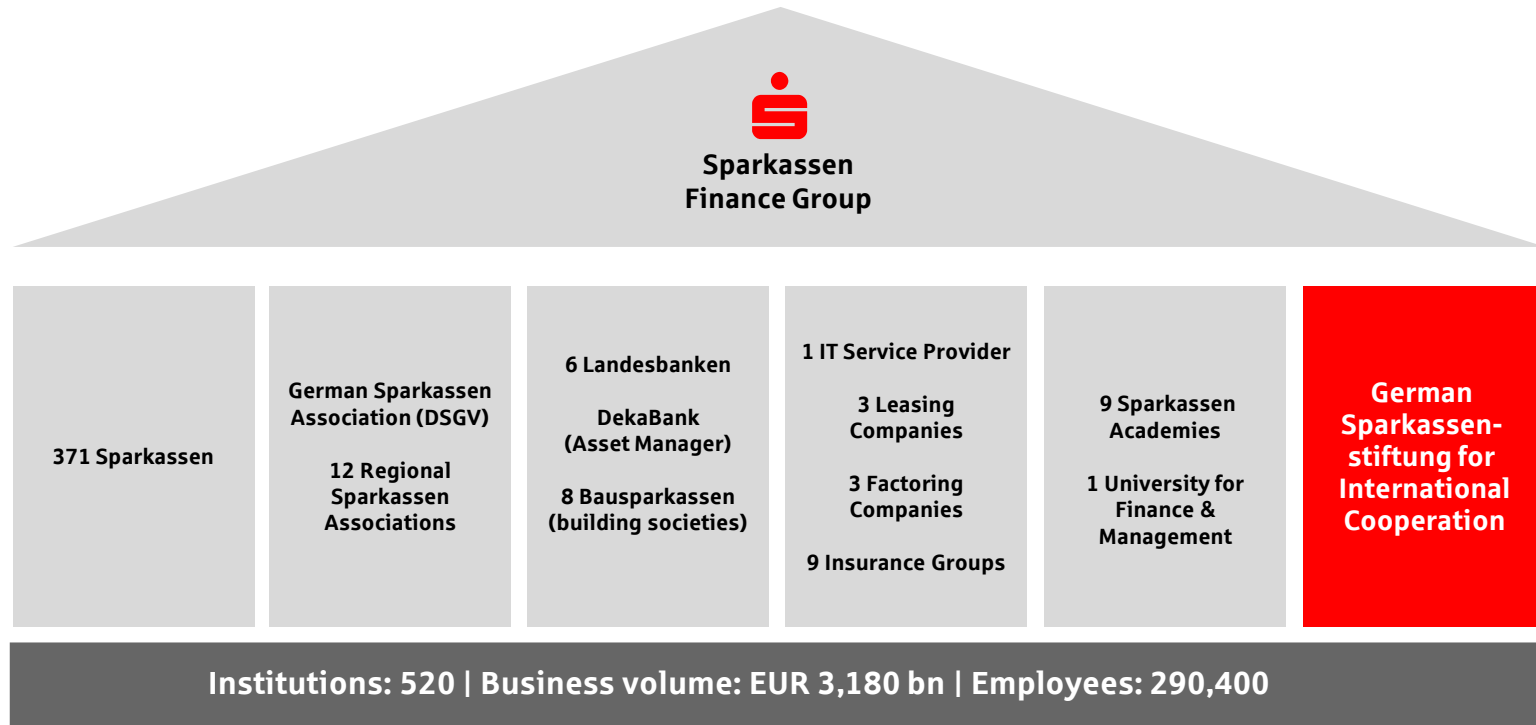 Sparkassen
Finance Group
371 Sparkassen
German Sparkassen
Association (DSGV)
12 Regional
Sparkassen
Associations
6 Landesbanken
DekaBank
(Asset Manager)
8 Bausparkassen
(building societies)
1 IT Service Provider
3 Leasing
Companies
3 Factoring
Companies
9 Insurance Groups
9 Sparkassen
Academies
1 University for
Finance &
Management
German
Sparkassen-
stiftung for
International
Cooperation
Institutions: 520 | Business volume: EUR 3,180 bn | Employees: 290,400